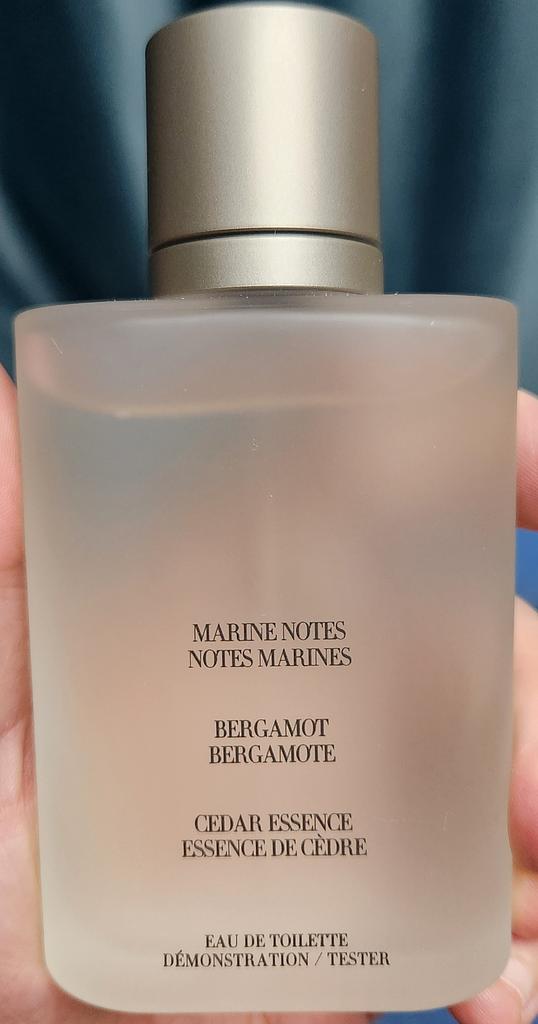 MARINE NOTES
NOTES MARINES
BERGAMOT
BERGAMOTE
CEDAR ESSENCE
ESSENCE DE CÈDRE
EAU DE TOILETTE
DÉMONSTRATION / TESTER